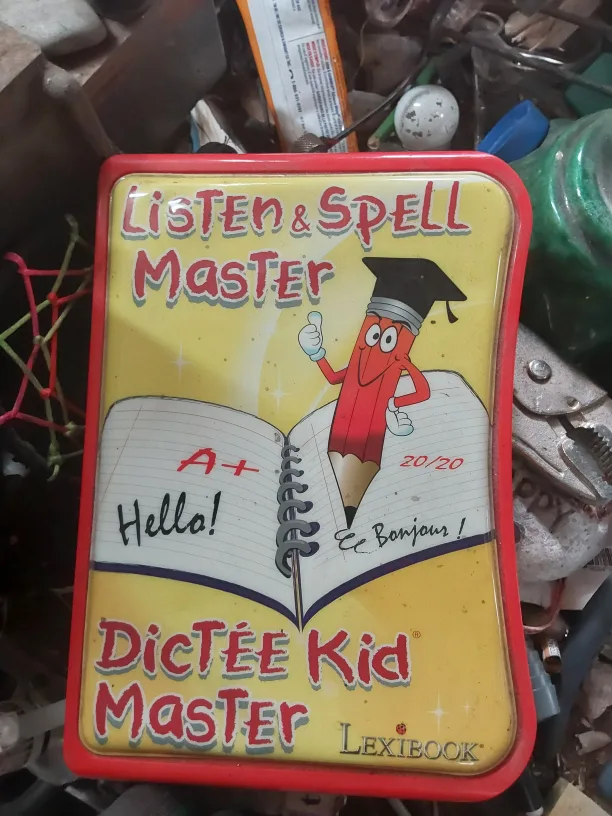 Listen & Spell
Master
A+
20/20
Hello!
Bonjour !
Dictée Kid®
Master
LEXIBOOK®